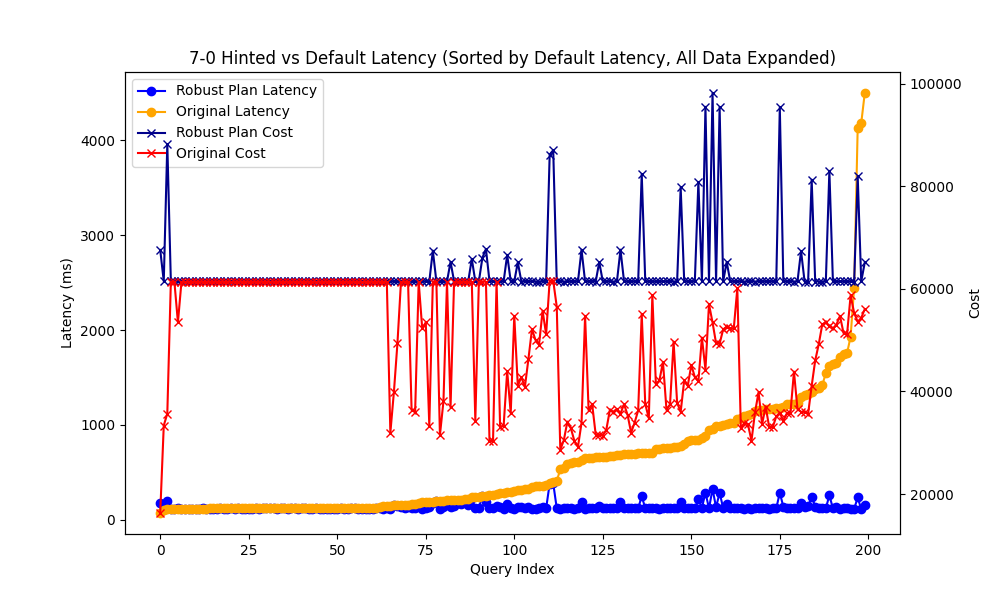 7-0 Hinted vs Default Latency (Sorted by Default Latency, All Data Expanded)
Robust Plan Latency
Original Latency
Robust Plan Cost
Original Cost
Latency (ms)
4000
3000
2000
1000
0
100000
80000
60000
40000
20000
Cost
0
25
50
75
100
125
150
175
200
Query Index